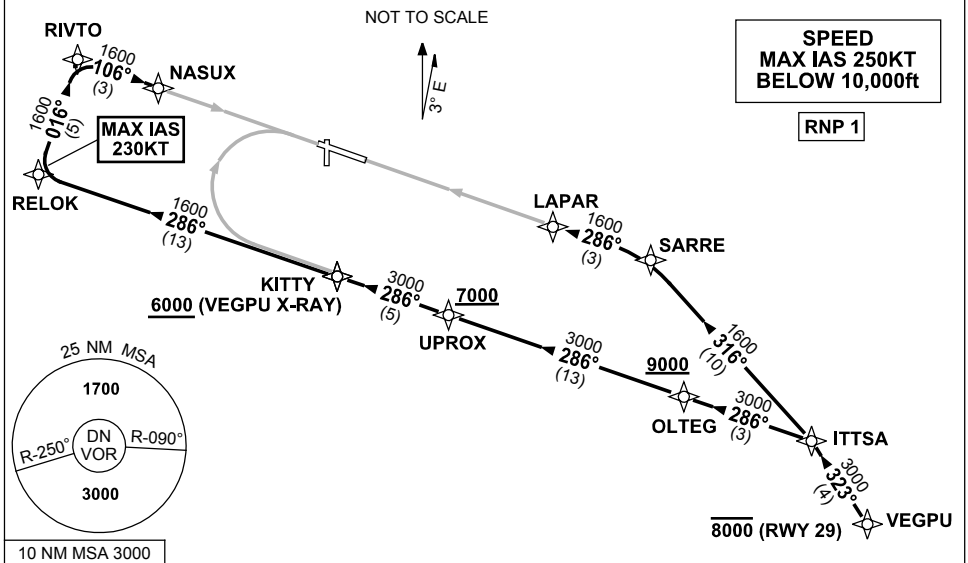 NOT TO SCALE
3° E
SPEED
MAX IAS 250KT
BELOW 10,000ft
RNP 1
RIVTO
1600
106°
(3)
NASUX
1600
016°
(5)
MAX IAS
230KT
RELOK
1600
286°
(13)
KITTY
6000 (VEGPU X-RAY)
3000
286°
(5)
7000
UPROX
3000
286°
(13)
9000
OLTEG
3000
286°
(3)
LAPAR
1600
286°
(3)
SARRE
1600
316°
(10)
ITTSA
3000
323°
(4)
8000 (RWY 29)
VEGPU
25 NM MSA
1700
DN
VOR
R-250°
R-090°
3000
10 NM MSA 3000